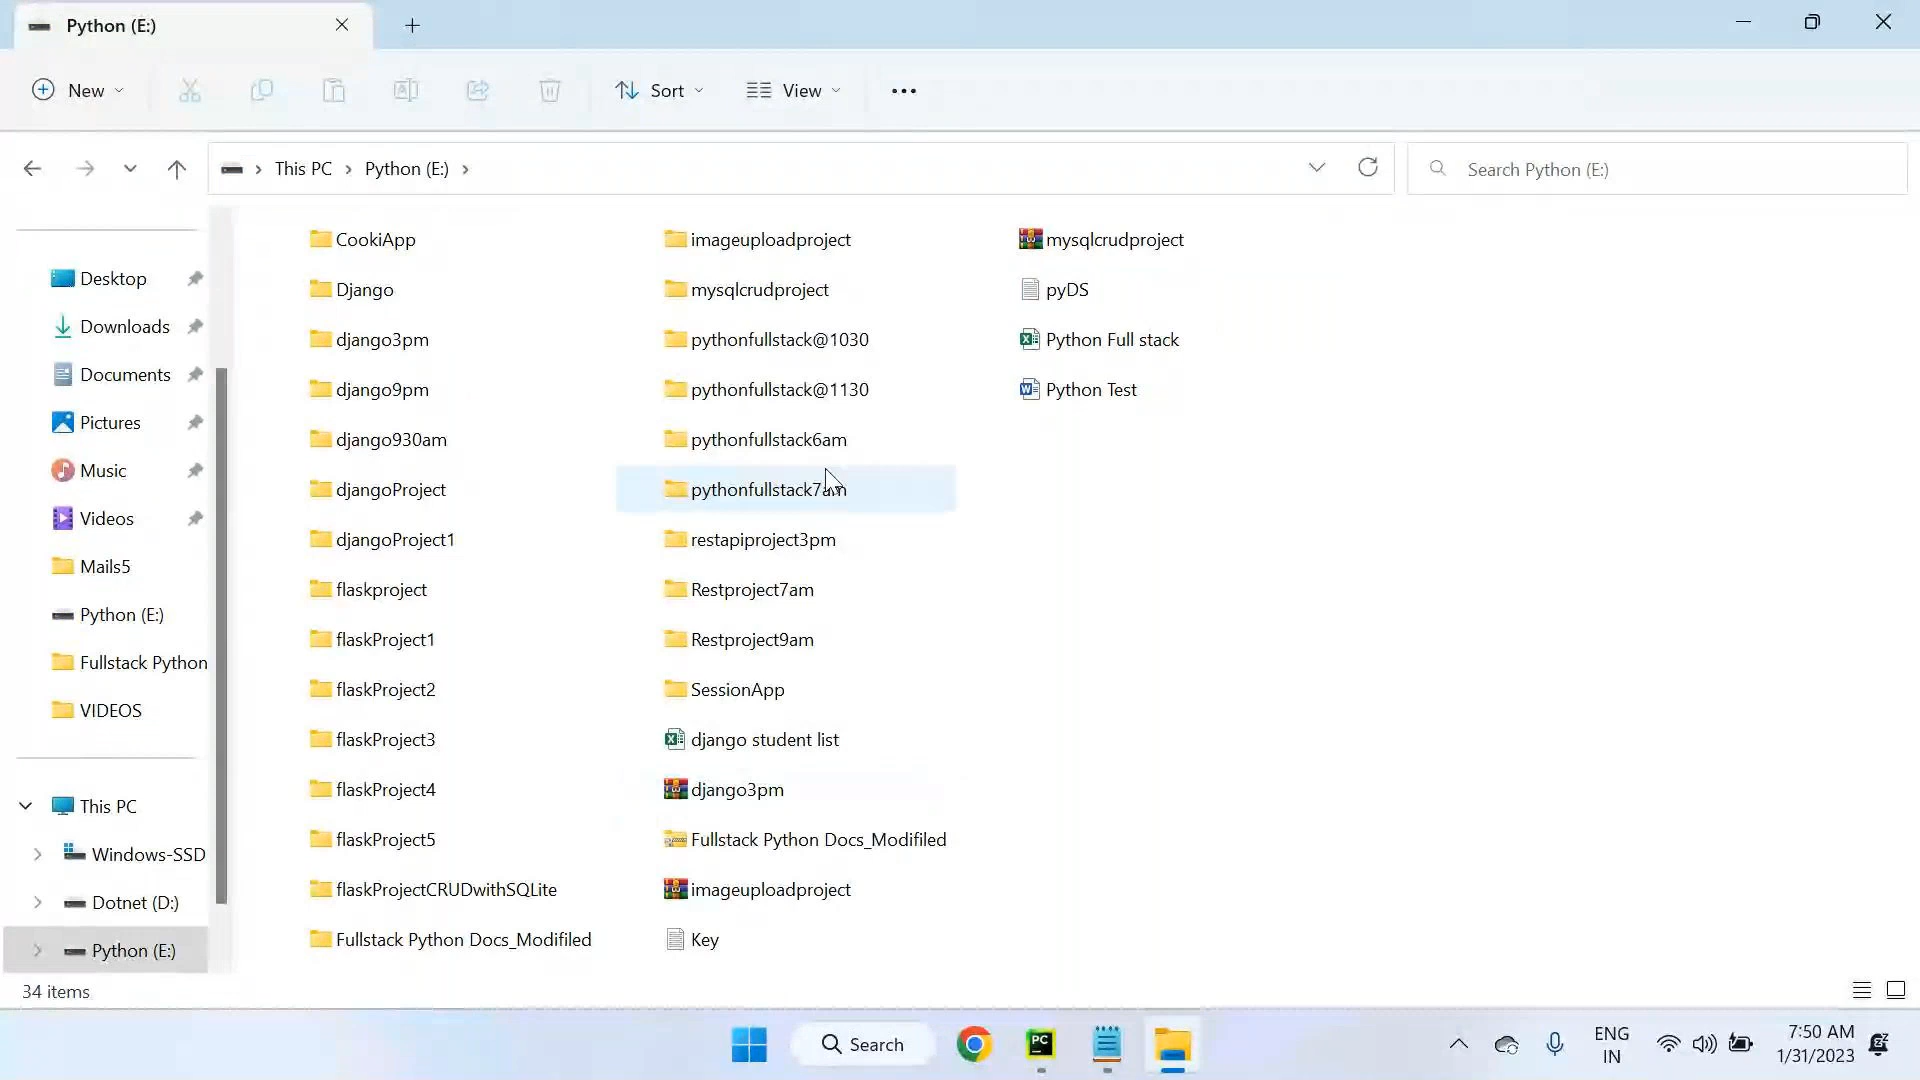 Python (E:)
New
Sort
View
This PC
Python (E:)
Search Python (E:)
Desktop
Downloads
Documents
Pictures
Music
Videos
Mails5
Python (E:)
Fullstack Python
VIDEOS
This PC
Windows-SSD
Dotnet (D:)
Python (E:)
CookiApp
Django
django3pm
django9pm
django930am
djangoProject
djangoProject1
flaskproject
flaskProject1
flaskProject2
flaskProject3
flaskProject4
flaskProject5
flaskProjectCRUDwithSQLite
Fullstack Python Docs_Modifiled
imageuploadproject
mysqlcrudproject
pythonfullstack@1030
pythonfullstack@1130
pythonfullstack6am
pythonfullstack7am
restapiproject3pm
Restproject7am
Restproject9am
SessionApp
django student list
django3pm
Fullstack Python Docs_Modifiled
imageuploadproject
Key
mysqlcrudproject
pyDS
Python Full stack
Python Test
34 items
Search
PC
ENG
IN
7:50 AM
1/31/2023